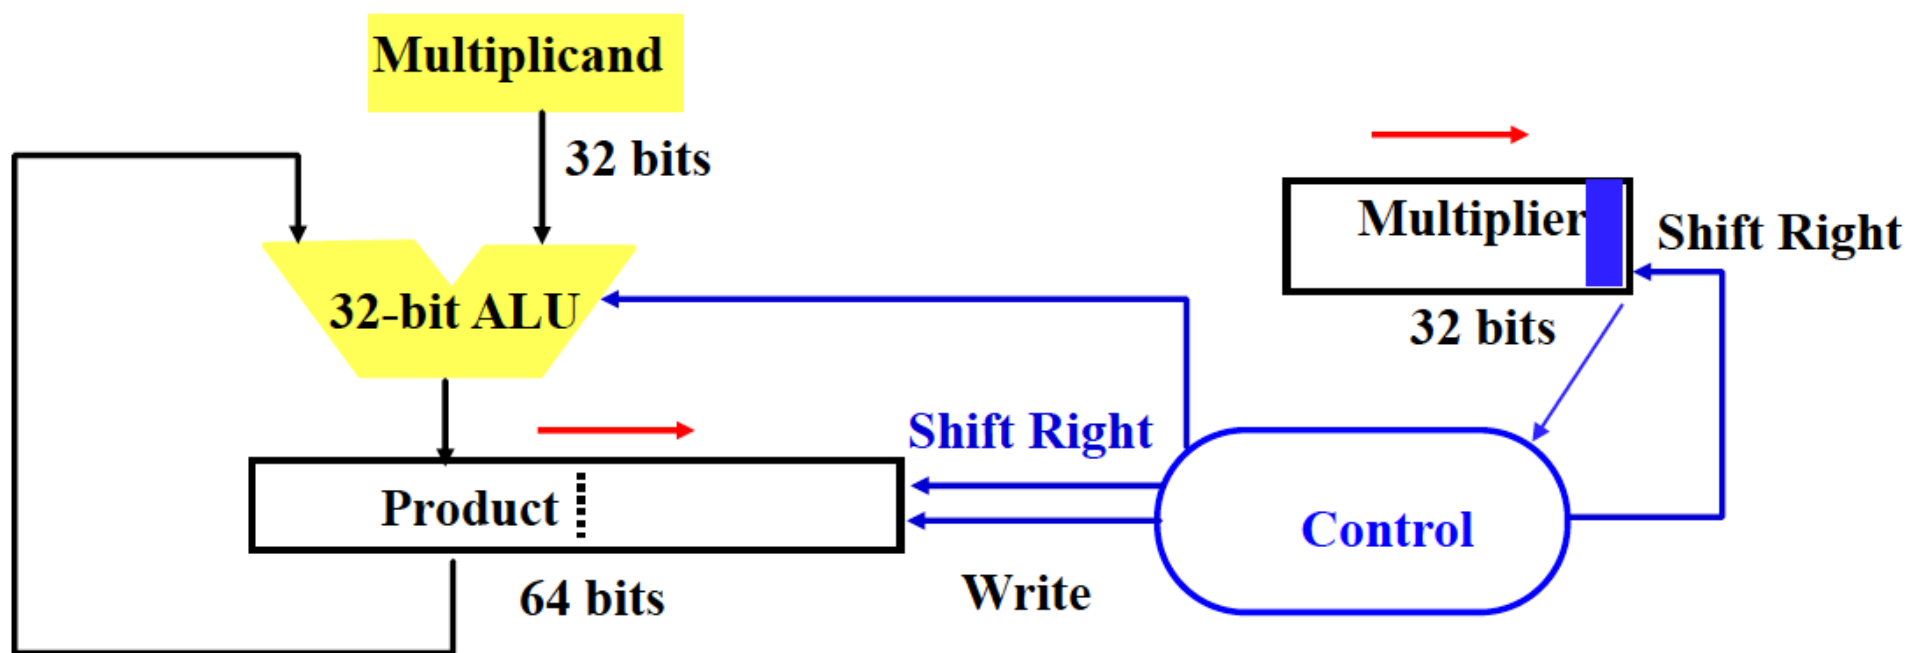 Multiplicand
32 bits
Multiplier
Shift Right
32-bit ALU
32 bits
Shift Right
Product
Control
64 bits
Write